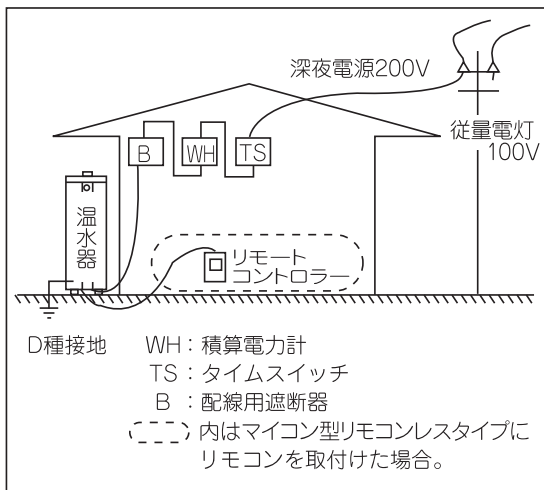 深夜電源200V
従量電灯
100V
B
WH
TS
温水器
リモート
コントローラー
D種接地
WH：積算電力計
TS：タイムスイッチ
B：配線用遮断器
内はマイコン型リモコンレスタイプに
リモコンを取付けた場合。